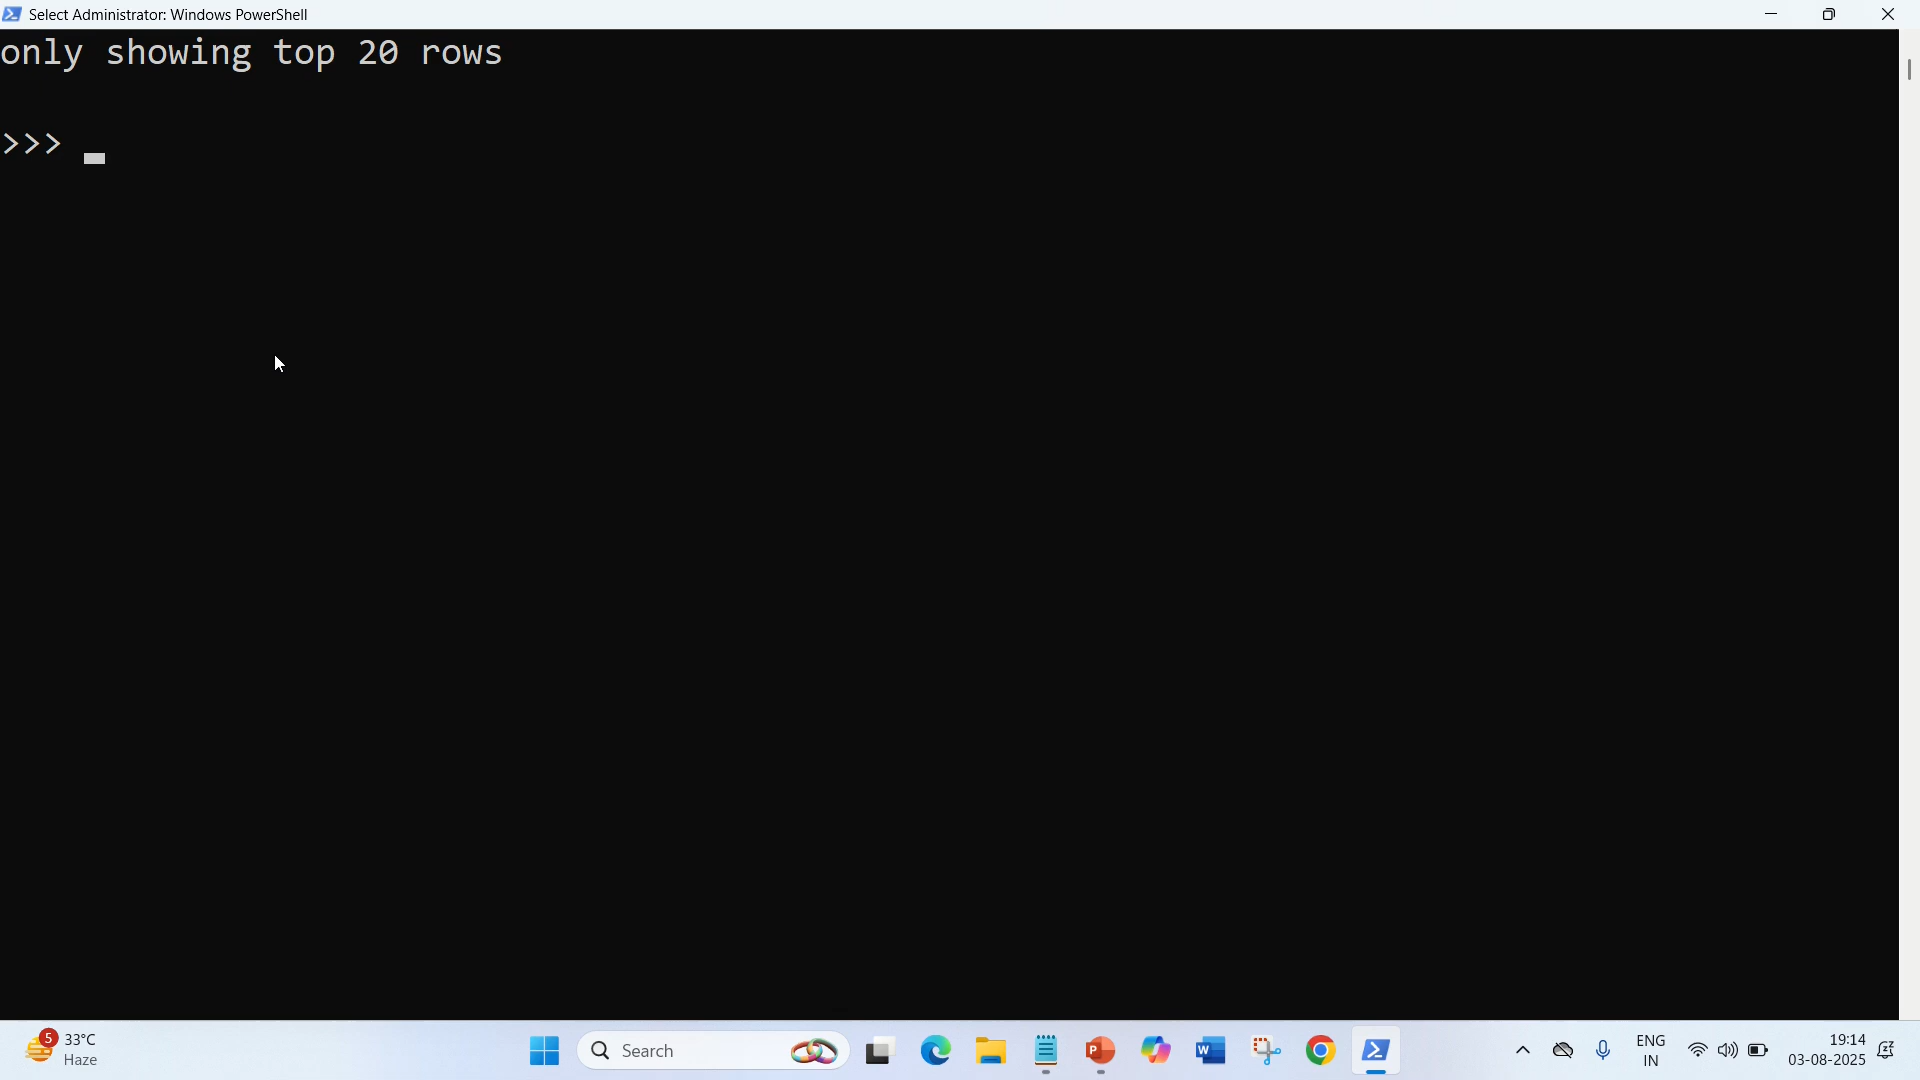 Select Administrator: Windows PowerShell
only showing top 20 rows
>>>
5
33°C
Haze
Search
ENG
IN
19:14
03-08-2025